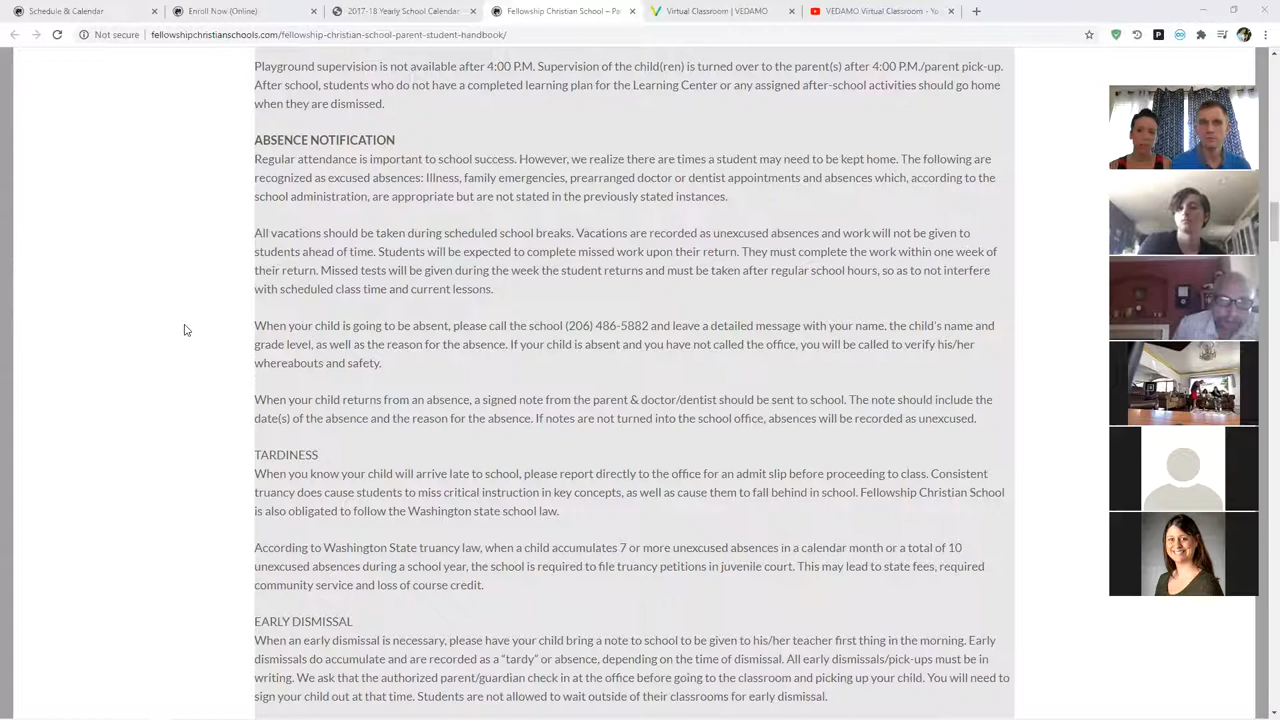 Schedule & Calendar
Enroll Now (Online)
2017-18 Yearly School Calendar
Fellowship Christian School – Pa
Virtual Classroom | VEDAMO
VEDAMO Virtual Classroom - Yo
Not secure
fellowshipchristianschools.com/fellowship-christian-school-parent-student-handbook/
Playground supervision is not available after 4:00 P.M. Supervision of the child(ren) is turned over to the parent(s) after 4:00 P.M./parent pick-up.
After school, students who do not have a completed learning plan for the Learning Center or any assigned after-school activities should go home
when they are dismissed.
ABSENCE NOTIFICATION
Regular attendance is important to school success. However, we realize there are times a student may need to be kept home. The following are
recognized as excused absences: Illness, family emergencies, prearranged doctor or dentist appointments and absences which, according to the
school administration, are appropriate but are not stated in the previously stated instances.
All vacations should be taken during scheduled school breaks. Vacations are recorded as unexcused absences and work will not be given to
students ahead of time. Students will be expected to complete missed work upon their return. They must complete the work within one week of
their return. Missed tests will be given during the week the student returns and must be taken after regular school hours, so as to not interfere
with scheduled class time and current lessons.
When your child is going to be absent, please call the school (206) 486-5882 and leave a detailed message with your name. the child's name and
grade level, as well as the reason for the absence. If your child is absent and you have not called the office, you will be called to verify his/her
whereabouts and safety.
When your child returns from an absence, a signed note from the parent & doctor/dentist should be sent to school. The note should include the
date(s) of the absence and the reason for the absence. If notes are not turned into the school office, absences will be recorded as unexcused.
TARDINESS
When you know your child will arrive late to school, please report directly to the office for an admit slip before proceeding to class. Consistent
truancy does cause students to miss critical instruction in key concepts, as well as cause them to fall behind in school. Fellowship Christian School
is also obligated to follow the Washington state school law.
According to Washington State truancy law, when a child accumulates 7 or more unexcused absences in a calendar month or a total of 10
unexcused absences during a school year, the school is required to file truancy petitions in juvenile court. This may lead to state fees, required
community service and loss of course credit.
EARLY DISMISSAL
When an early dismissal is necessary, please have your child bring a note to school to be given to his/her teacher first thing in the morning. Early
dismissals do accumulate and are recorded as a "tardy" or absence, depending on the time of dismissal. All early dismissals/pick-ups must be in
writing. We ask that the authorized parent/guardian check in at the office before going to the classroom and picking up your child. You will need to
sign your child out at that time. Students are not allowed to wait outside of their classrooms for early dismissal.